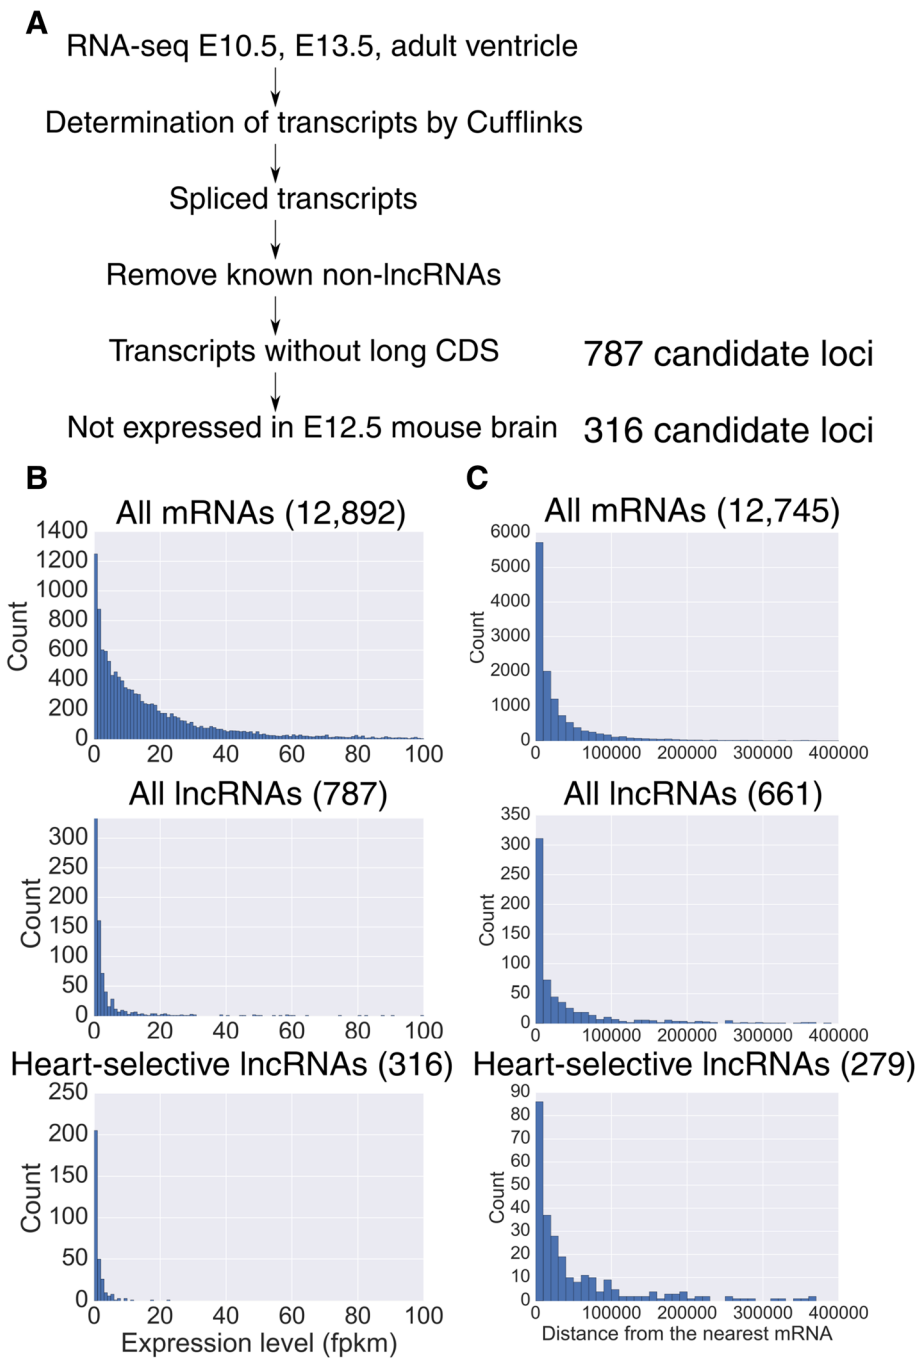 A
RNA-seq E10.5, E13.5, adult ventricle
Determination of transcripts by Cufflinks
Spliced transcripts
Remove known non-lncRNAs
Transcripts without long CDS
787 candidate loci
Not expressed in E12.5 mouse brain
316 candidate loci
B
All mRNAs (12,892)
Count
1400
1200
1000
800
600
400
200
0
0 20 40 60 80 100
All lncRNAs (787)
Count
300
250
200
150
100
50
0
0 20 40 60 80 100
Heart-selective lncRNAs (316)
Count
250
200
150
100
50
0
0 20 40 60 80 100
Expression level (fpkm)
C
All mRNAs (12,745)
Count
6000
5000
4000
3000
2000
1000
0
0 100000 200000 300000 400000
All lncRNAs (661)
Count
350
300
250
200
150
100
50
0
0 100000 200000 300000 400000
Heart-selective lncRNAs (279)
Count
90
80
70
60
50
40
30
20
10
0
0 100000 200000 300000 400000
Distance from the nearest mRNA